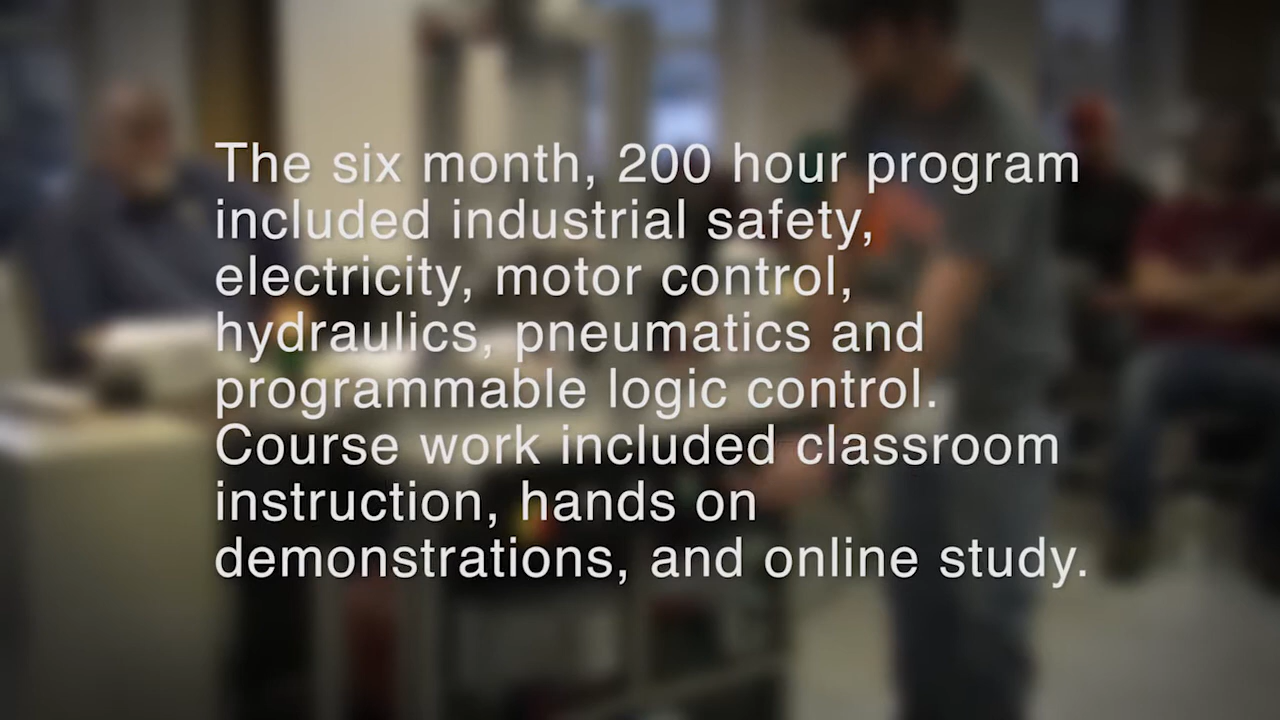 The six month, 200 hour program
included industrial safety,
electricity, motor control,
hydraulics, pneumatics and
programmable logic control.
Course work included classroom
instruction, hands on
demonstrations, and online study.